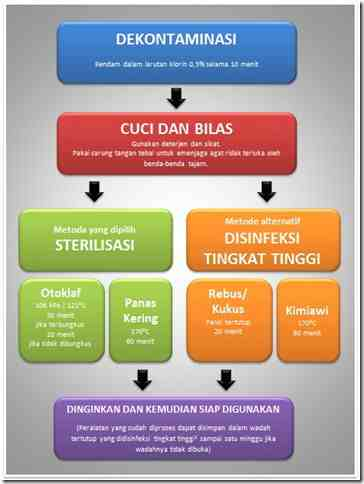 DEKONTAMINASI
Rendam dalam larutan klorin 0,5% selama 10 menit
CUCI DAN BILAS
Gunakan deterjen dan sikat.
Pakai sarung tangan tebal untuk emenjaga agat ridak terluka oleh
benda-benda tajam.
Metoda yang dipilih
STERILISASI
Metode alternatif
DISINFEKSI
TINGKAT TINGGI
Otoklaf
106 kPa / 121°C
30 menit
jika terbungkus
20 menit
jika tidak dibungkus
Panas
Kering
170°C
60 menit
Rebus/
Kukus
Panci tertutup
20 menit
Kimiawi
170°C
60 menit
DINGINKAN DAN KEMUDIAN SIAP DIGUNAKAN
(Peralatan yang sudah diproses dapat disimpan dalam wadah
tertutup yang didisinfeksi tingkat tinggi sampai satu minggu jika
wadahnya tidak dibuka)